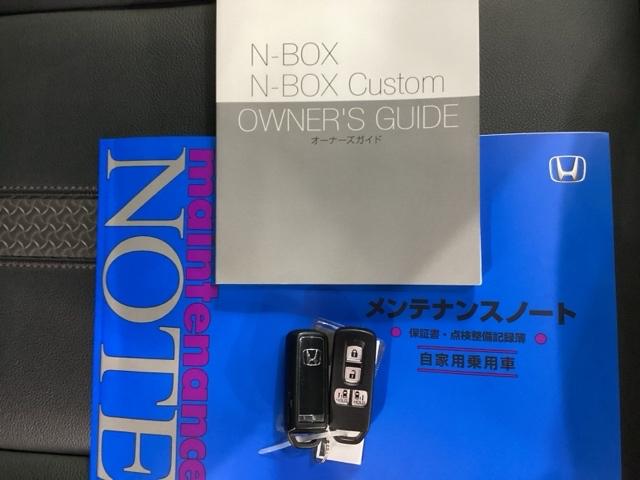 N-BOX
N-BOX Custom
OWNER'S GUIDE
オーナーズガイド
maintenance
NOTE
メンテナンスノート
保証書・点検整備記録簿
自家用乗用車
HOLD
HOLD